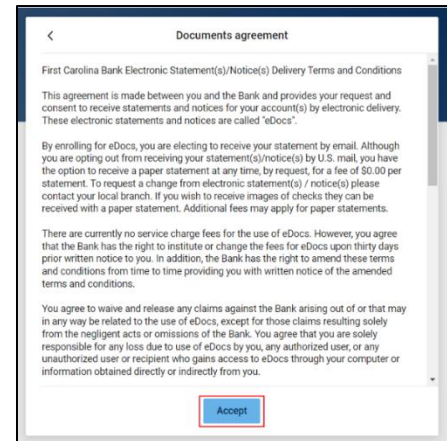 Documents agreement
First Carolina Bank Electronic Statement(s)/Notice(s) Delivery Terms and Conditions
This agreement is made between you and the Bank and provides your request and
consent to receive statements and notices for your account(s) by electronic delivery.
These electronic statements and notices are called "eDocs".
By enrolling for eDocs, you are electing to receive your statement by email. Although
you are opting out from receiving your statement(s)/notice(s) by U.S. mail, you have
the option to receive a paper statement at any time, by request, for a fee of $0.00 per
statement. To request a change from electronic statement(s) / notice(s) please
contact your local branch. If you wish to receive images of checks they can be
received with a paper statement. Additional fees may apply for paper statements.
There are currently no service charge fees for the use of eDocs. However, you agree
that the Bank has the right to institute or change the fees for eDocs upon thirty days
prior written notice to you. In addition, the Bank has the right to amend these terms
and conditions from time to time providing you with written notice of the amended
terms and conditions.
You agree to waive and release any claims against the Bank arising out of or that may
in any way be related to the use of eDocs, except for those claims resulting solely
from the negligent acts or omissions of the Bank. You agree that you are solely
responsible for any loss due to use of eDocs by you, any authorized user, or any
unauthorized user or recipient who gains access to eDocs through your computer or
information obtained directly or indirectly from you.
Accept